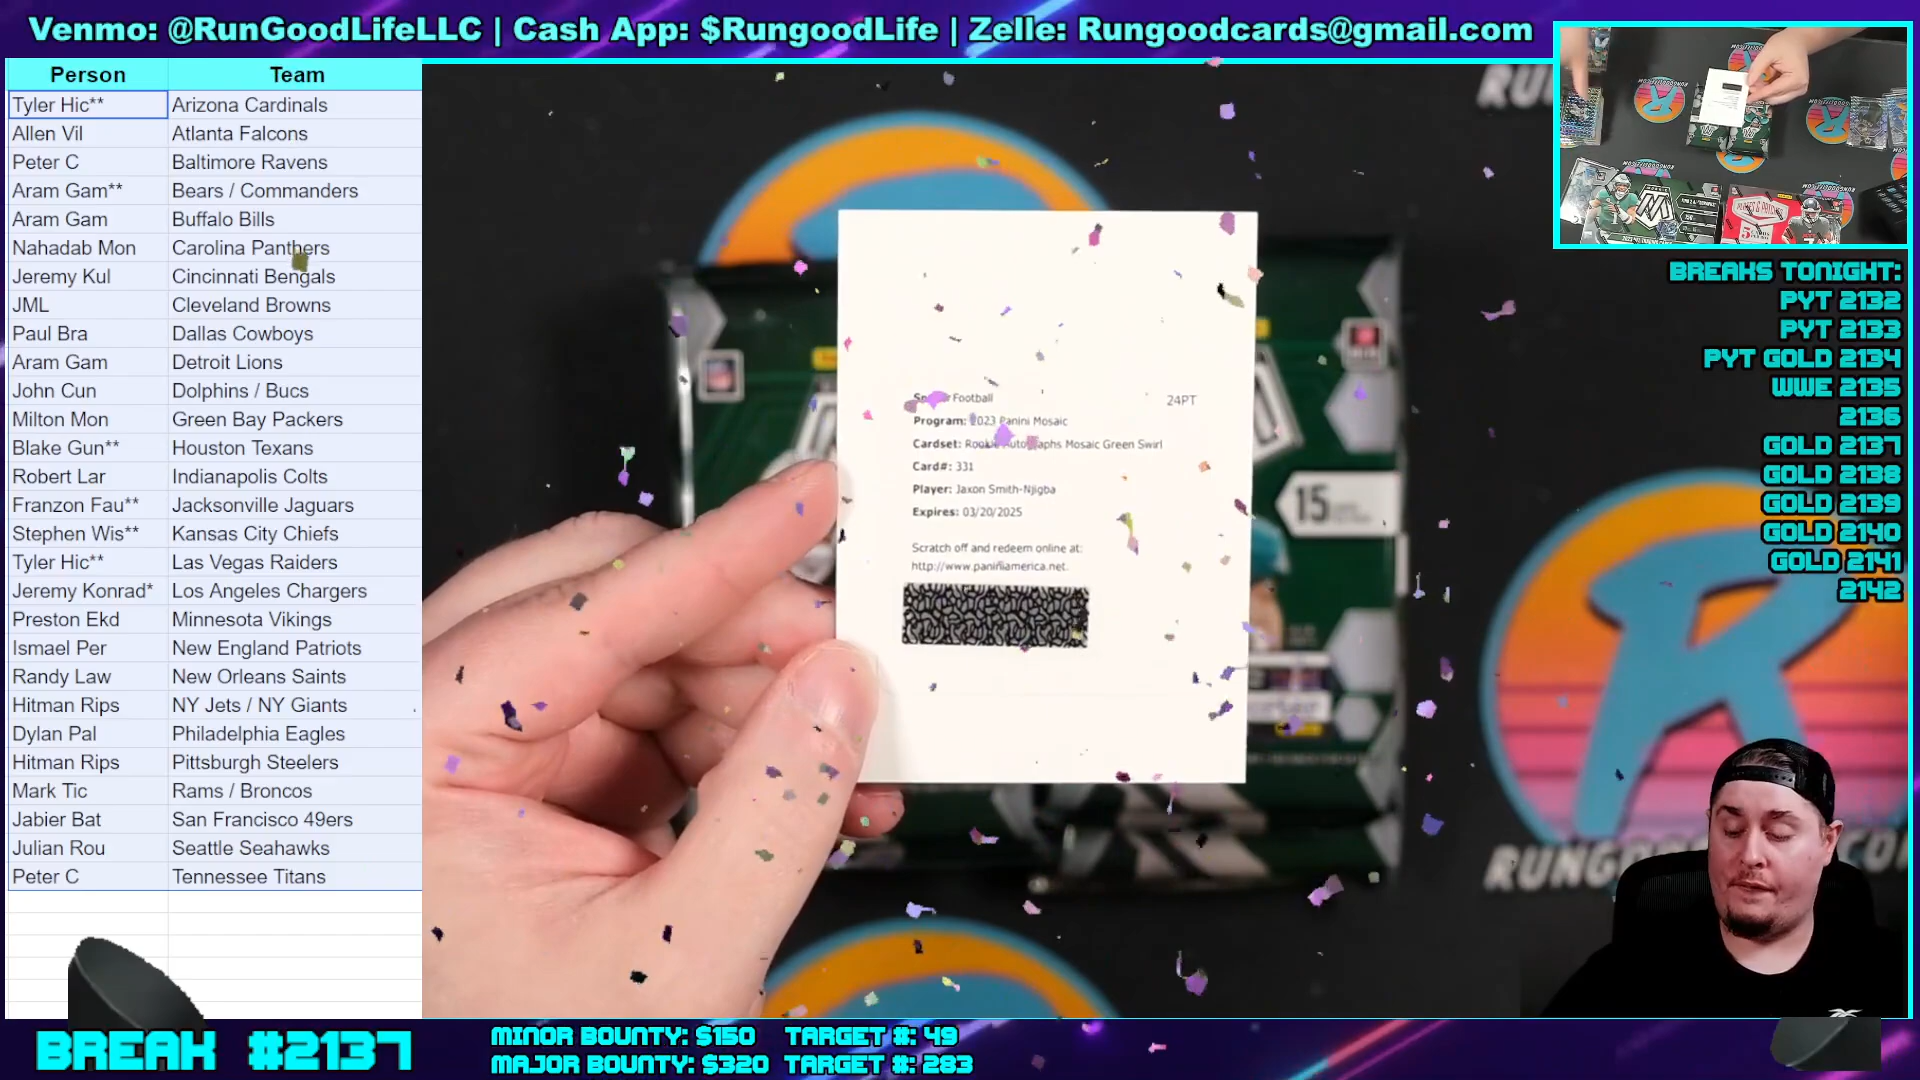 Venmo: @RunGoodLifeLLC | Cash App: $RungoodLife | Zelle: Rungoodcards@gmail.com
Person Team
Tyler Hic** Arizona Cardinals
Allen Vil Atlanta Falcons
Peter C Baltimore Ravens
Aram Gam** Bears / Commanders
Aram Gam Buffalo Bills
Nahadab Mon Carolina Panthers
Jeremy Kul Cincinnati Bengals
JML Cleveland Browns
Paul Bra Dallas Cowboys
Aram Gam Detroit Lions
John Cun Dolphins / Bucs
Milton Mon Green Bay Packers
Blake Gun** Houston Texans
Robert Lar Indianapolis Colts
Franzon Fau** Jacksonville Jaguars
Stephen Wis** Kansas City Chiefs
Tyler Hic** Las Vegas Raiders
Jeremy Konrad* Los Angeles Chargers
Preston Ekd Minnesota Vikings
Ismael Per New England Patriots
Randy Law New Orleans Saints
Hitman Rips NY Jets / NY Giants
Dylan Pal Philadelphia Eagles
Hitman Rips Pittsburgh Steelers
Mark Tic Rams / Broncos
Jabier Bat San Francisco 49ers
Julian Rou Seattle Seahawks
Peter C Tennessee Titans
Football 24PT
Program: 2023 Panini Mosaic
Cardset: Rookie Autographs Mosaic Green Swirl
Card#: 331
Player: Jaxon Smith-Njigba
Expires: 03/20/2025
Scratch off and redeem online at:
http://www.paniniamerica.net.
15
BREAKS TONIGHT:
PYT 2132
PYT 2133
PYT GOLD 2134
WWE 2135
2136
GOLD 2137
GOLD 2138
GOLD 2139
GOLD 2140
GOLD 2141
2142
BREAK #2137
MINOR BOUNTY: $150 TARGET #: 49
MAJOR BOUNTY: $320 TARGET #: 283